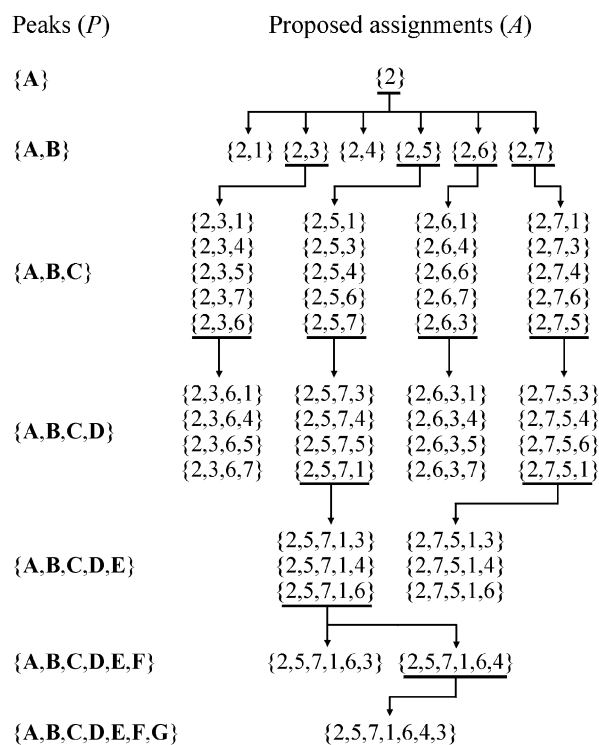 Peaks (P) Proposed assignments (A)
{A} {2}
{A,B} {2,1} {2,3} {2,4} {2,5} {2,6} {2,7}
{2,3,1} {2,5,1} {2,6,1} {2,7,1}
{2,3,4} {2,5,3} {2,6,4} {2,7,3}
{A,B,C} {2,3,5} {2,5,4} {2,6,6} {2,7,4}
{2,3,7} {2,5,6} {2,6,7} {2,7,6}
{2,3,6} {2,5,7} {2,6,3} {2,7,5}
{2,3,6,1} {2,5,7,3} {2.6,3,1} {2,7,5,3}
{2,3,6,4} {2,5,7,4} {2.6,3,4} {2,7,5,4}
{A,B,C,D} {2,3,6,5} {2,5,7,5} {2.6,3,5} {2,7,5,6}
{2,3,6,7} {2,5,7,1} {2.6,3,7} {2,7,5,1}
{2,5,7,1,3} {2,7,5,1,3}
{2,5,7,1,4} {2,7,5,1,4}
{A,B,C,D,E} {2,5,7,1,6} {2,7,5,1,6}
{A,B,C,D,E,F} {2,5,7,1,6,3} {2,5,7,1,6,4}
{A,B,C,D,E,F,G} {2,5,7,1,6,4,3}